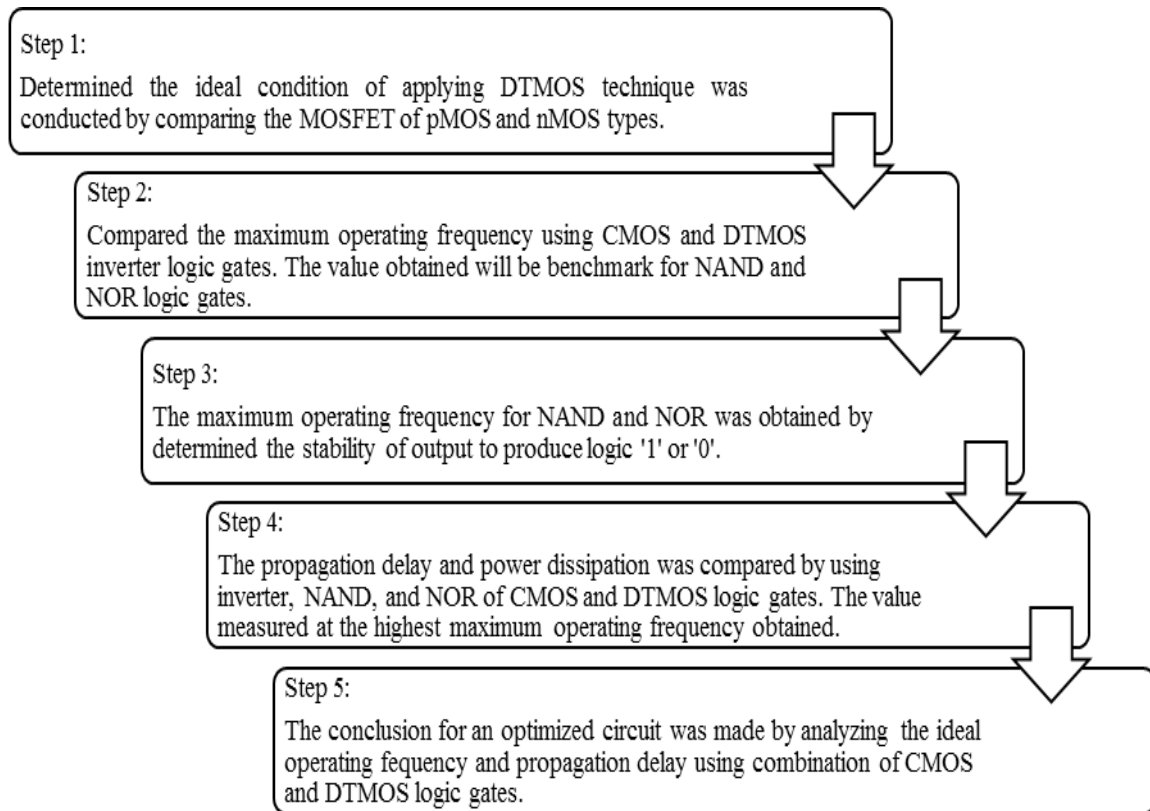 Step 1:
Determined the ideal condition of applying DTMOS technique was
conducted by comparing the MOSFET of pMOS and nMOS types.
Step 2:
Compared the maximum operating frequency using CMOS and DTMOS
inverter logic gates. The value obtained will be benchmark for NAND and
NOR logic gates.
Step 3:
The maximum operating frequency for NAND and NOR was obtained by
determined the stability of output to produce logic '1' or '0'.
Step 4:
The propagation delay and power dissipation was compared by using
inverter, NAND, and NOR of CMOS and DTMOS logic gates. The value
measured at the highest maximum operating frequency obtained.
Step 5:
The conclusion for an optimized circuit was made by analyzing the ideal
operating fequency and propagation delay using combination of CMOS
and DTMOS logic gates.